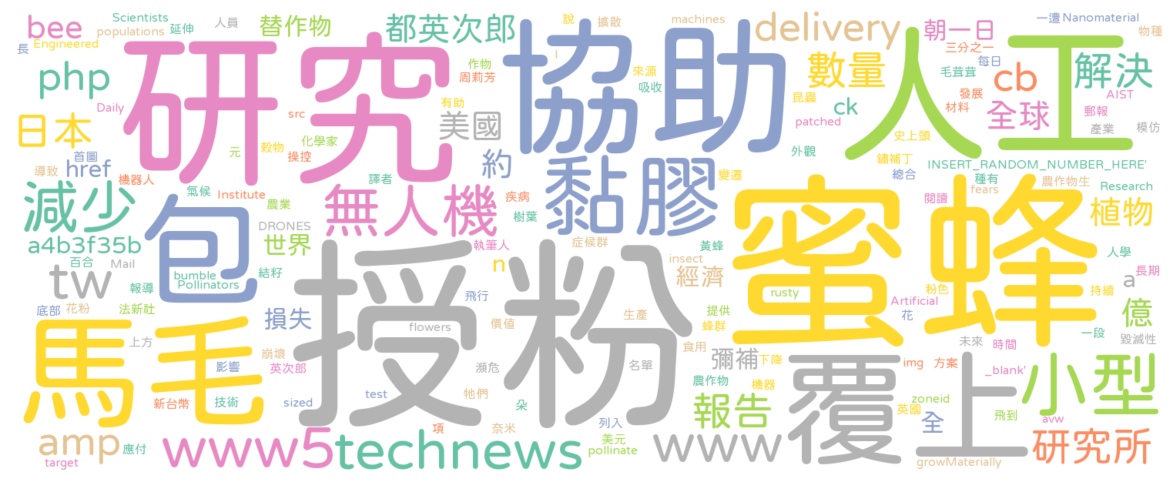 Scientists
bee
populations
延伸
人員
替作物
都英次郎
說
擴散
machines
delivery
朝一日
一遭
Nanomaterial
物種
長
Engineered
研究
協助
人工
三分之一
每日
php
作物
周莉芳
來源
吸收
數量
毛茸茸
發展
cb
解決
Daily
src
有助
昆蟲
patched
ck
材料
全球
AIST
郵報
產業
模仿
日本
首圖
元
穀物
化學家
操控
美國
約
外觀
史上頭
鏽補丁
總合
INSERT_RANDOM_NUMBER_HERE'
導致
href
機器人
氣候
Institute
譯者
疾病
黏膠
變遷
閱讀
種有
fears
農作物生
Research
減少
包
農業
無人機
樹葉
蜜蜂
植物
a4b3f35b
DRONES
世界
執筆人
症候群
黃蜂
人學
tw
百合
Mail
bumble
結籽
Pollinators
n
insect
經濟
rusty
a
長期
報導
授粉
飛行
提供
Artificial
粉色
持續
底部
花粉
法新社
損失
flowers
價值
生產
蜂群
花
億
一段
毀滅性
馬毛
上方
影響
崩壞
英次郎
瀕危
名單
食用
彌補
下降
覆上
未來
時間
img
方案
_blank'
小型
新台幣
技術
sized
test
朵
牠們
農作物
機器
報告
英國
zoneid
全
飛到
avw
amp
應付
target
www5
technews
項
奈米
列入
美元
pollinate
www
growMaterially
研究所